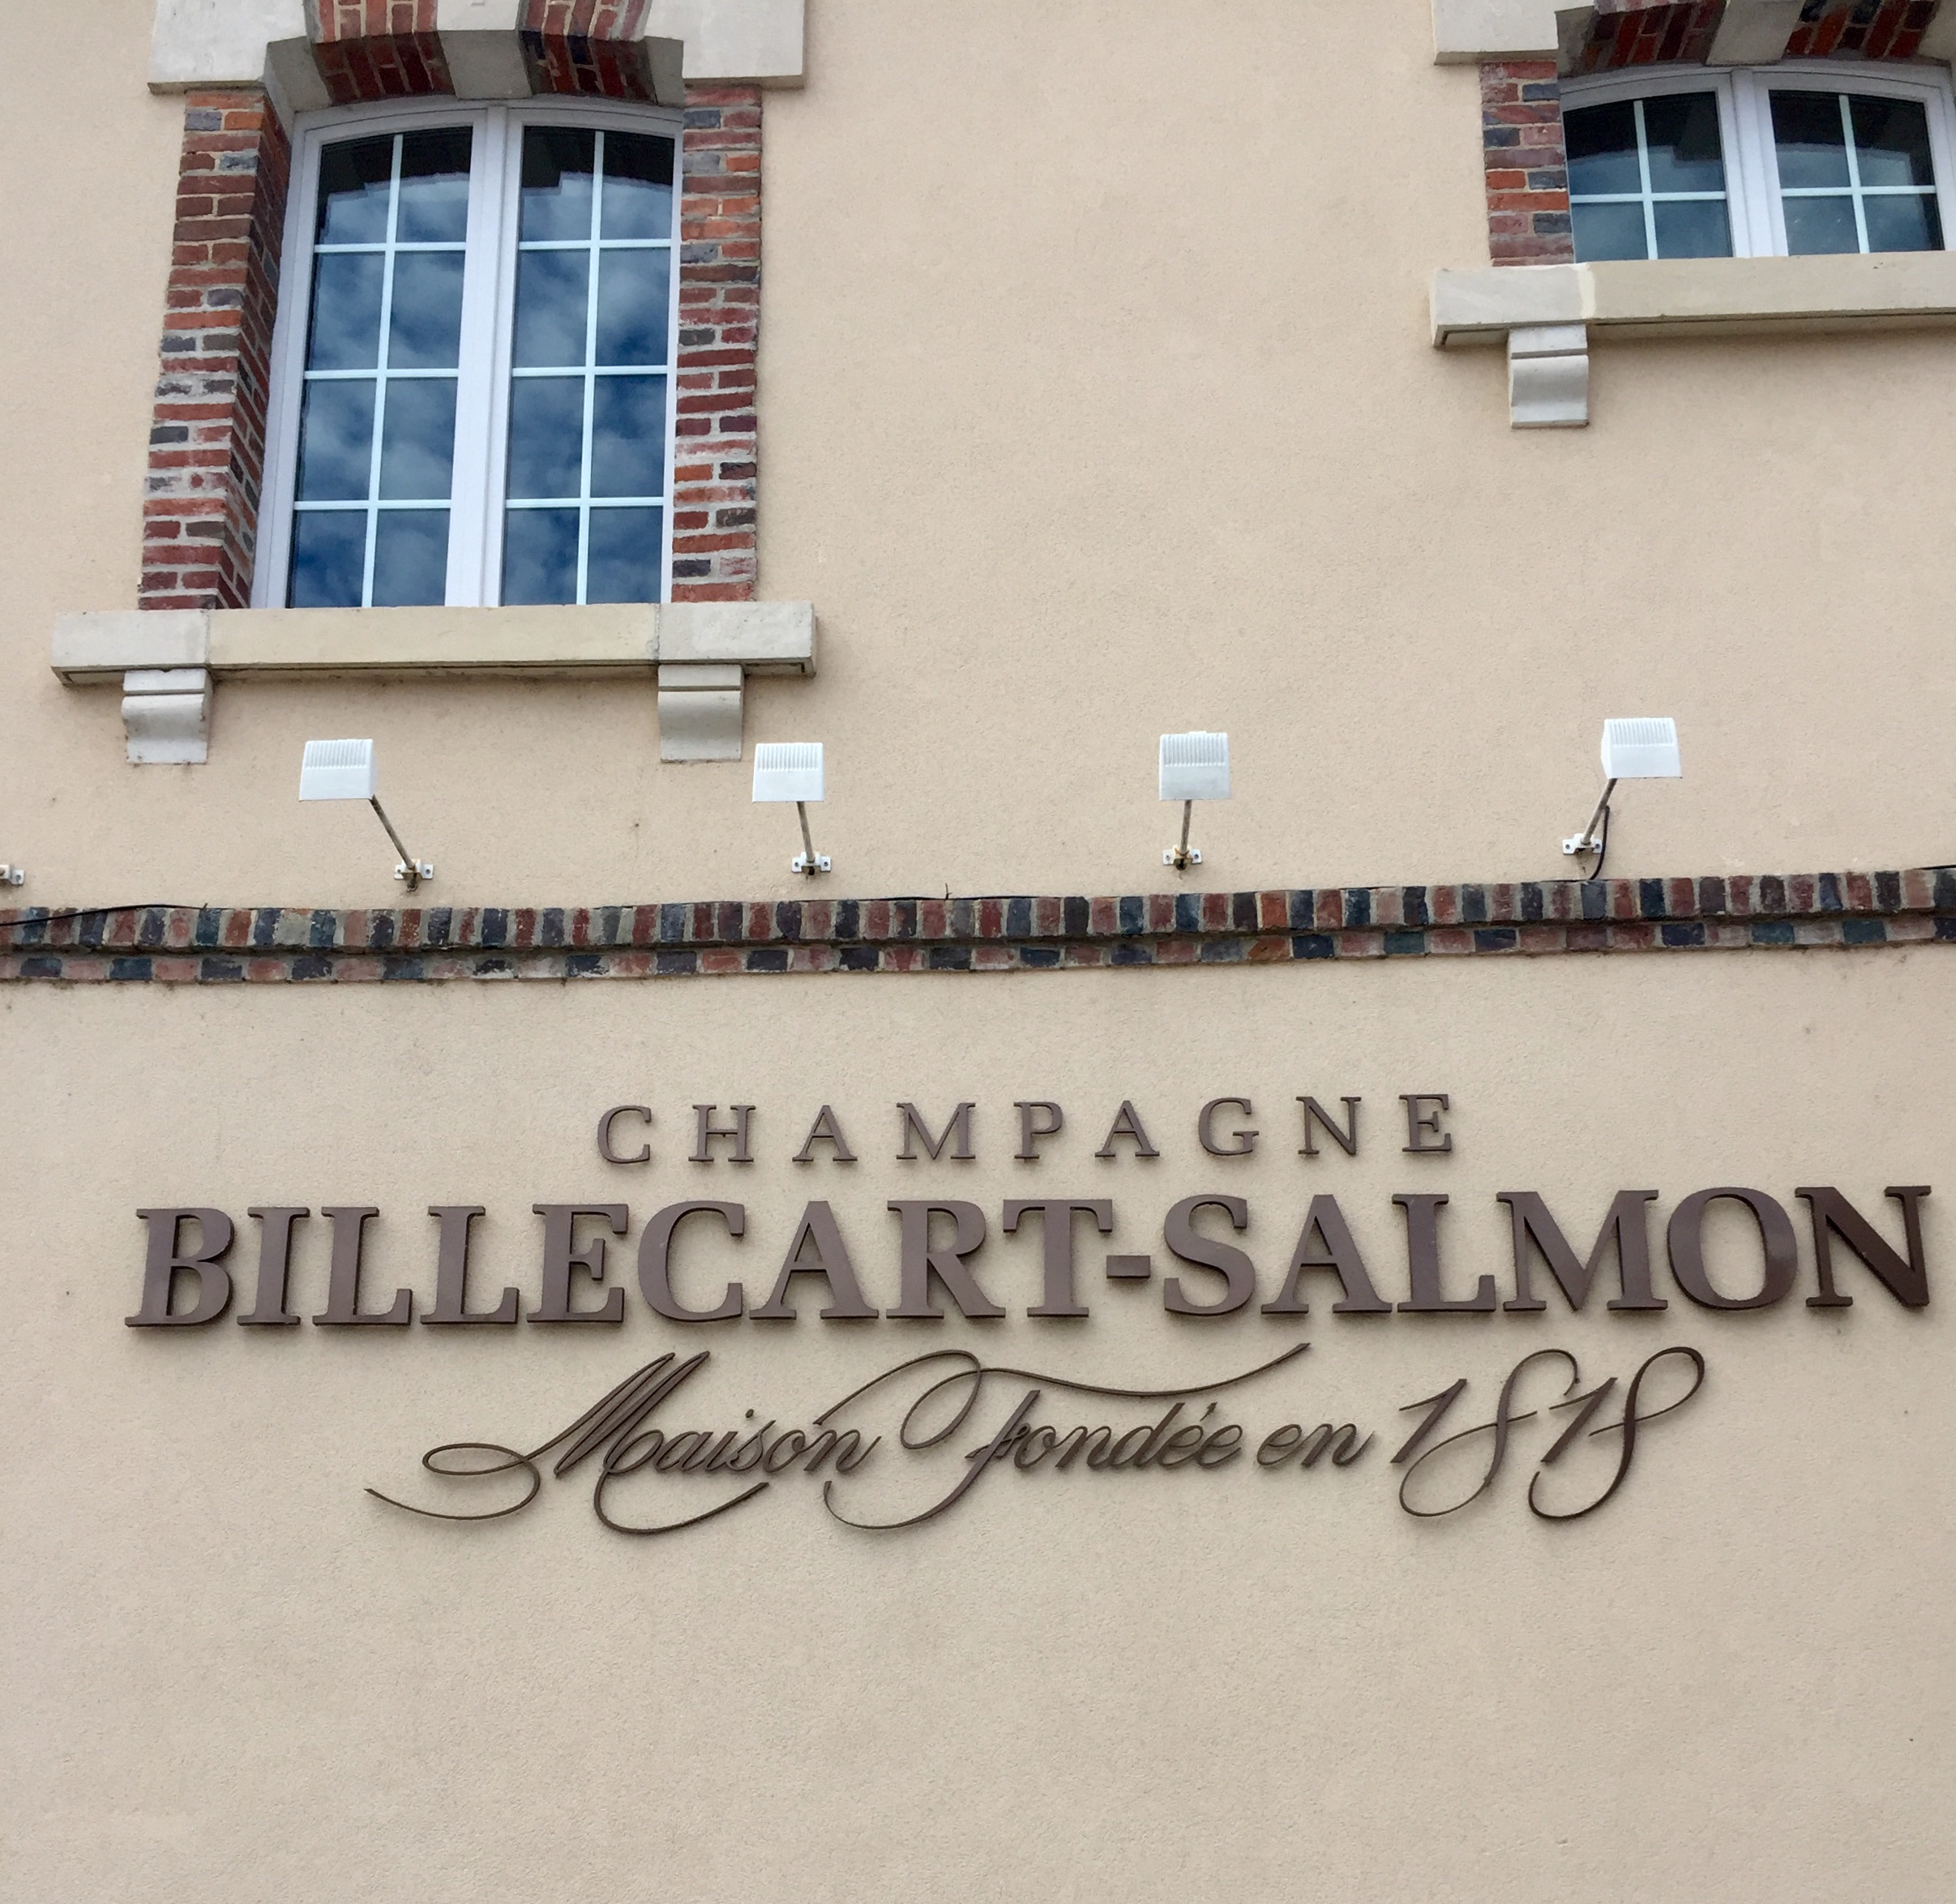 CHAMPAGNE
BILLECART-SALMON
Maison Fondée en 1818